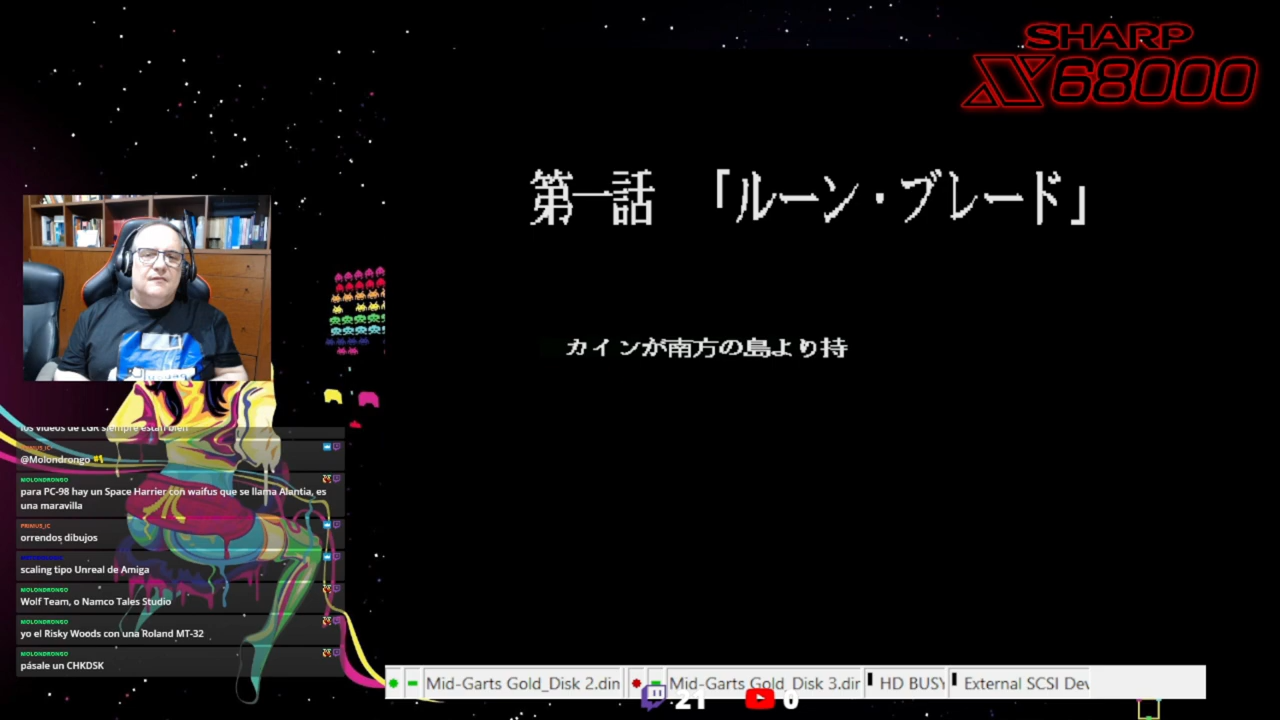 SHARP
X68000
第一話 「ルーン・ブレード」
カインが南方の島より持
los videos de LGR siempre están bien
PRIMUS_IC
@Molondrongo
MOLONDRONGO
para PC-98 hay un Space Harrier con waifus que se llama Alantia, es
una maravilla
PRIMUS_IC
orrendos dibujos
scaling tipo Unreal de Amiga
MOLONDRONGO
Wolf Team, o Namco Tales Studio
MOLONDRONGO
yo el Risky Woods con una Roland MT-32
MOLONDRONGO
pásale un CHKDSK
Mid-Garts Gold_Disk 2.dim Mid-Garts Gold_Disk 3.dim HD BUSY External SCSI Dev
21 0